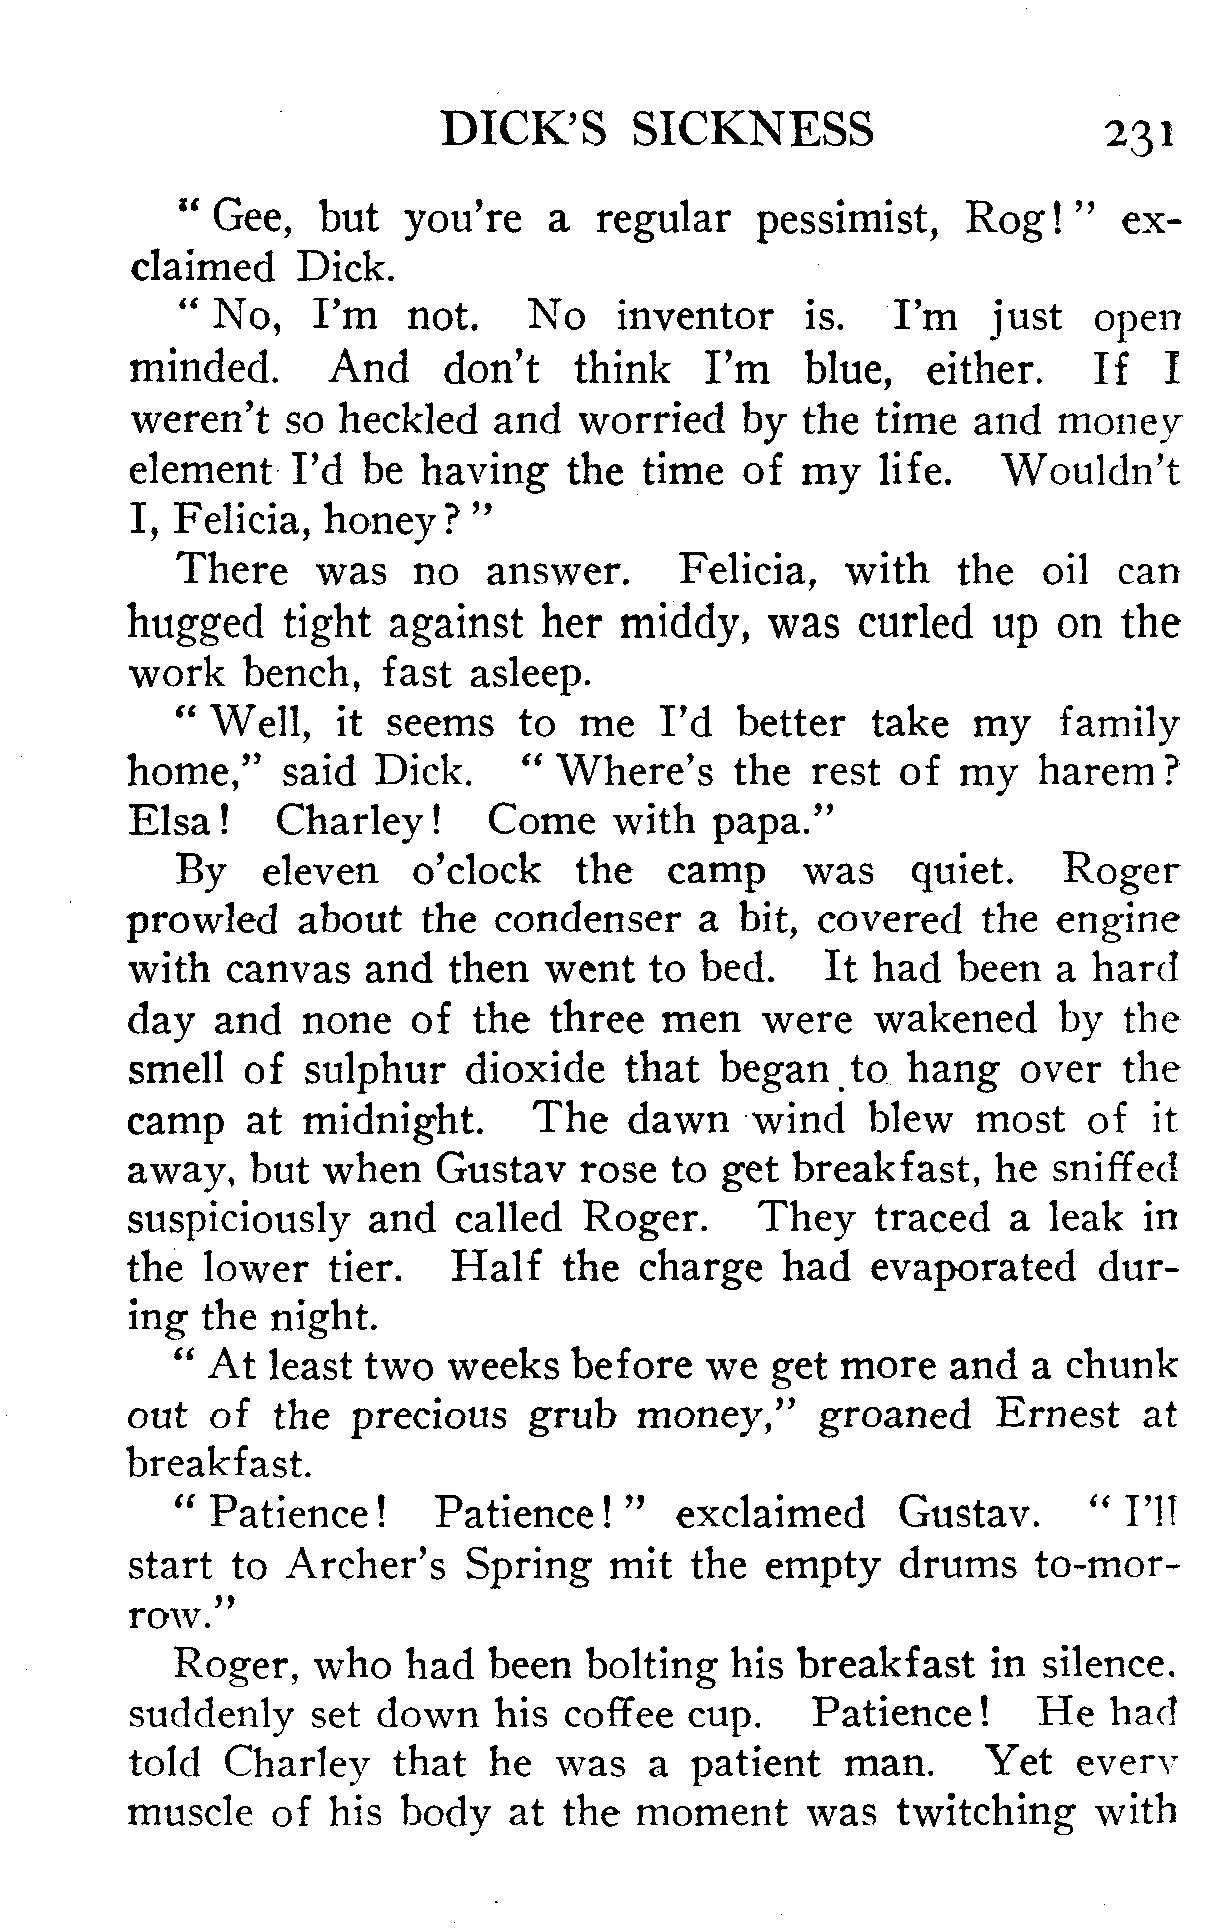 DICK'S SICKNESS 231
" Gee, but you're a regular pessimist, Rog! " ex-
claimed Dick.
" No, I'm not. No inventor is. I'm just open
minded. And don't think I'm blue, either. If I
weren't so heckled and worried by the time and money
element I'd be having the time of my life. Wouldn't
I, Felicia, honey? "
There was no answer. Felicia, with the oil can
hugged tight against her middy, was curled up on the
work bench, fast asleep.
" Well, it seems to me I'd better take my family
home," said Dick. " Where's the rest of my harem?
Elsa! Charley! Come with papa."
By eleven o'clock the camp was quiet. Roger
prowled about the condenser a bit, covered the engine
with canvas and then went to bed. It had been a hard
day and none of the three men were wakened by the
smell of sulphur dioxide that began to hang over the
camp at midnight. The dawn wind blew most of it
away, but when Gustav rose to get breakfast, he sniffed
suspiciously and called Roger. They traced a leak in
the lower tier. Half the charge had evaporated dur-
ing the night.
" At least two weeks before we get more and a chunk
out of the precious grub money," groaned Ernest at
breakfast.
" Patience! Patience! " exclaimed Gustav. " I'll
start to Archer's Spring mit the empty drums to-mor-
row."
Roger, who had been bolting his breakfast in silence.
suddenly set down his coffee cup. Patience! He had
told Charley that he was a patient man. Yet every
muscle of his body at the moment was twitching with